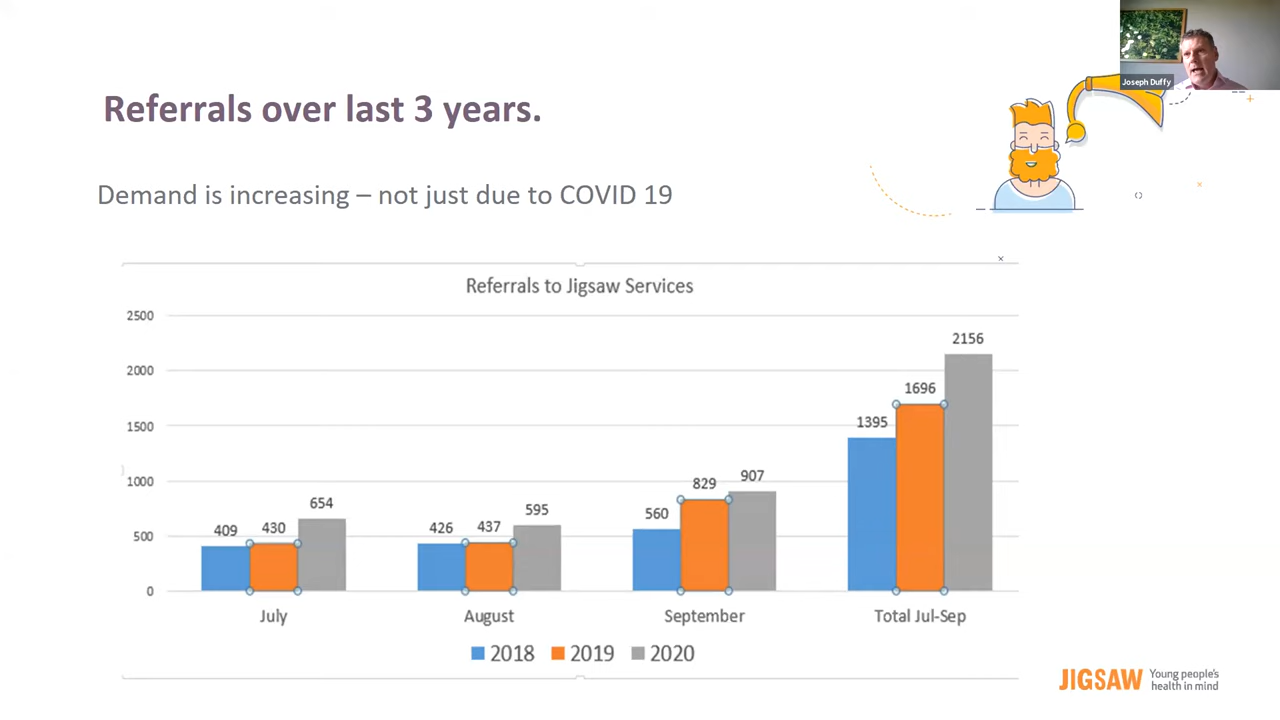 Joseph Duffy
Referrals over last 3 years.
Demand is increasing – not just due to COVID 19
Referrals to Jigsaw Services
2500
2000
1500
1000
500
0
409
430
654
426
437
595
560
829
907
1395
1696
2156
July
August
September
Total Jul-Sep
2018
2019
2020
JIGSAW
Young people's
health in mind